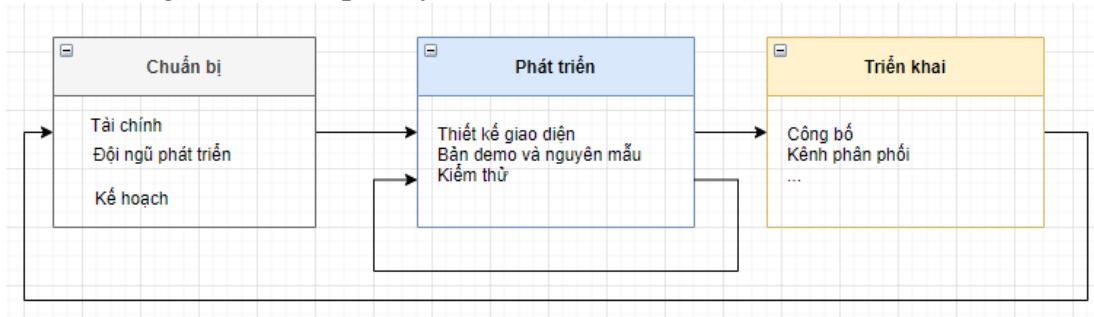 Chuẩn bị
Tài chính
Đội ngũ phát triển
Kế hoạch
Phát triển
Thiết kế giao diện
Bản demo và nguyên mẫu
Kiểm thử
Triển khai
Công bố
Kênh phân phối
...